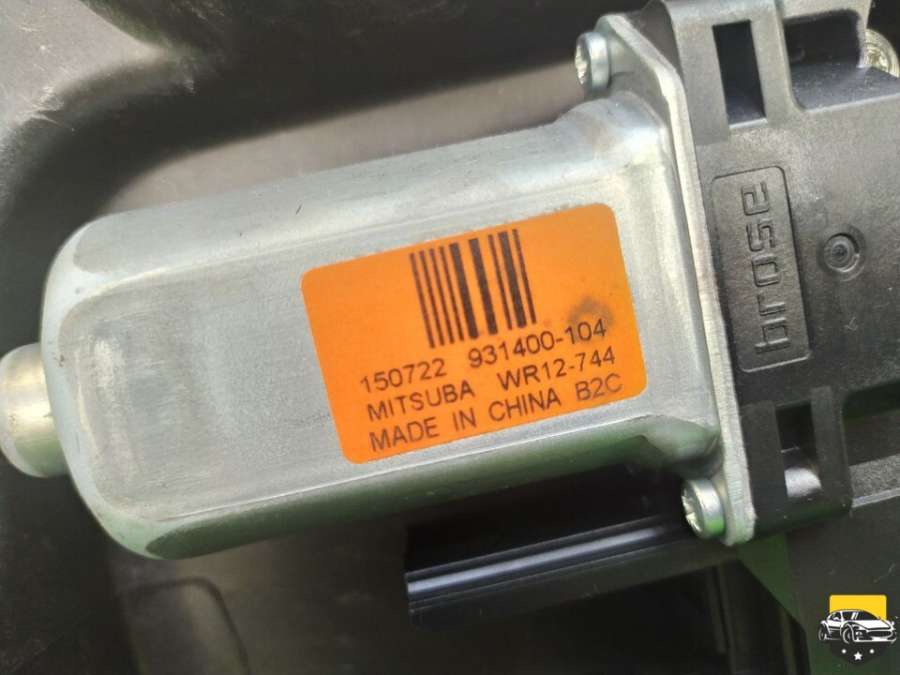 150722 931400-104
MITSUBA WR12-744
MADE IN CHINA B2C
brose